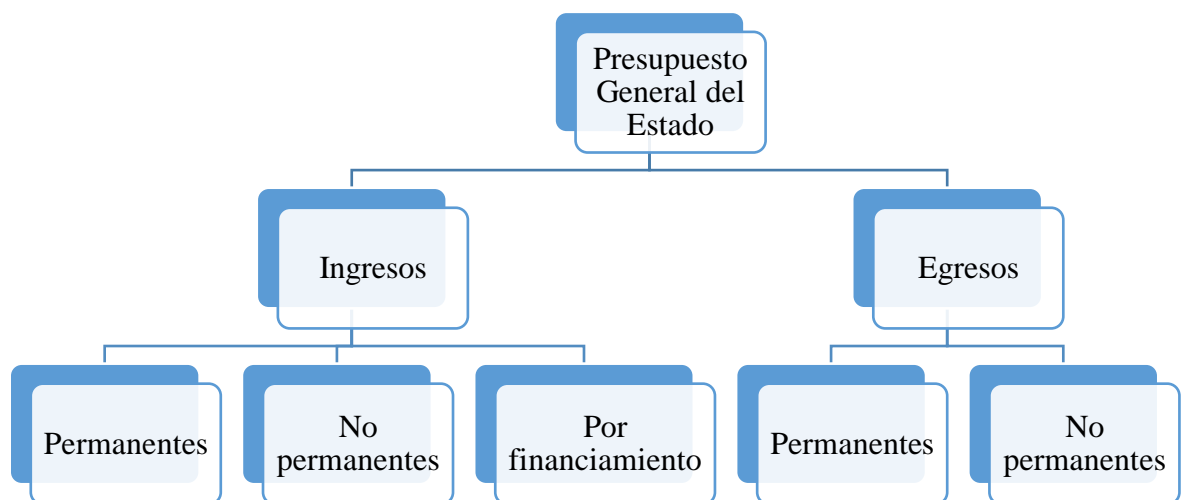 Presupuesto
General del
Estado
Ingresos
Egresos
Permanentes
No
permanentes
Por
financiamiento
Permanentes
No
permanentes